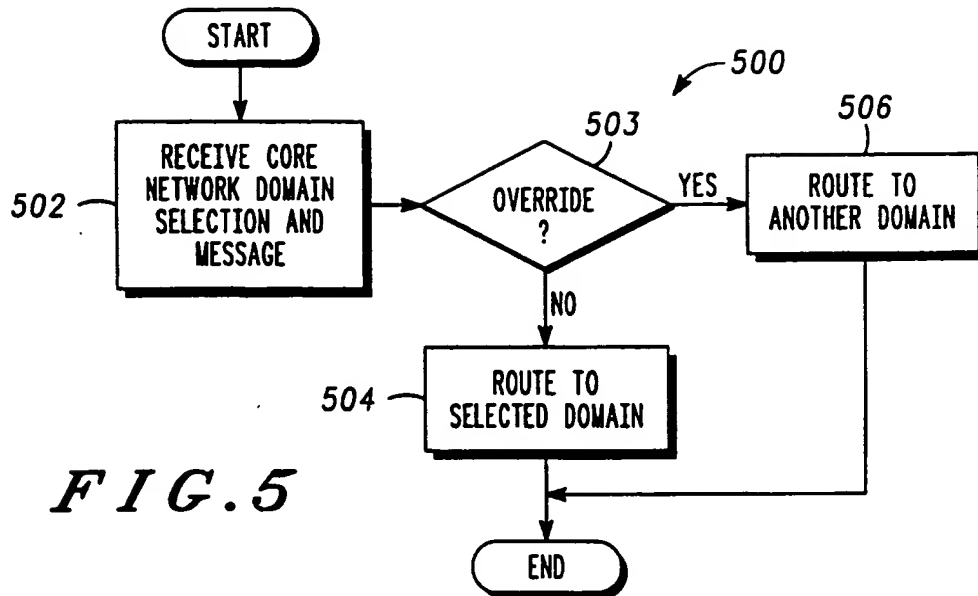 START
500
502
RECEIVE CORE
NETWORK DOMAIN
SELECTION AND
MESSAGE
503
OVERRIDE
?
YES
506
ROUTE TO
ANOTHER DOMAIN
NO
504
ROUTE TO
SELECTED DOMAIN
FIG.5
END